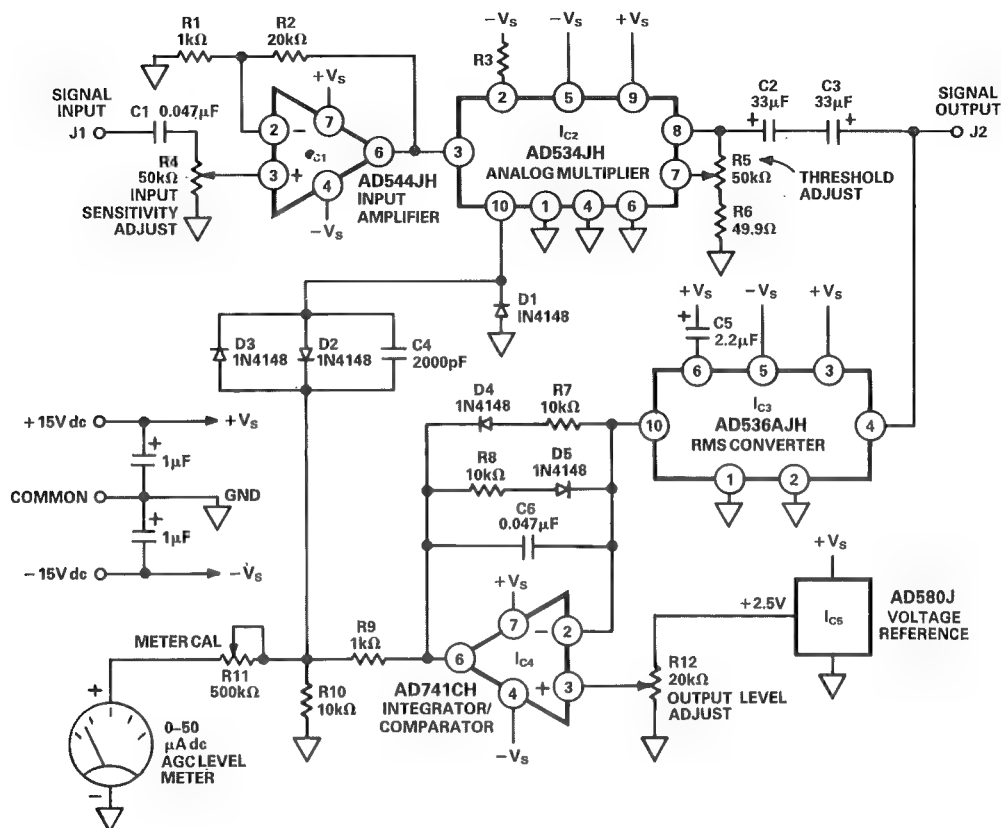 R1
1kΩ
R2
20kΩ
−VS
−VS
+VS
R3
SIGNAL
INPUT
J1
C1 0.047μF
+VS
2
−
7
IC1
6
3
+
4
−VS
R4
50kΩ
INPUT
SENSITIVITY
ADJUST
AD544JH
INPUT
AMPLIFIER
2
5
9
3
IC2
AD534JH
ANALOG MULTIPLIER
8
7
10
1
4
6
C2
33μF
+
C3
33μF
+
SIGNAL
OUTPUT
J2
R5
50kΩ
THRESHOLD
ADJUST
R6
49.9Ω
D1
IN4148
D3
1N4148
D2
1N4148
C4
2000pF
+VS
−VS
+VS
+
C5
2.2μF
6
5
3
10
IC3
AD536AJH
RMS CONVERTER
4
1
2
D4
1N4148
R7
10kΩ
R8
10kΩ
D5
1N4148
C6
0.047μF
+15V dc
+VS
+
1μF
COMMON
GND
+
1μF
−15V dc
−VS
+VS
7
−
2
6
IC4
4
+
3
−VS
AD741CH
INTEGRATOR/
COMPARATOR
+2.5V
+VS
IC5
AD580J
VOLTAGE
REFERENCE
R12
20kΩ
OUTPUT LEVEL
ADJUST
METER CAL
R11
500kΩ
R9
1kΩ
R10
10kΩ
+
0–50
μA dc
AGC LEVEL
METER
−